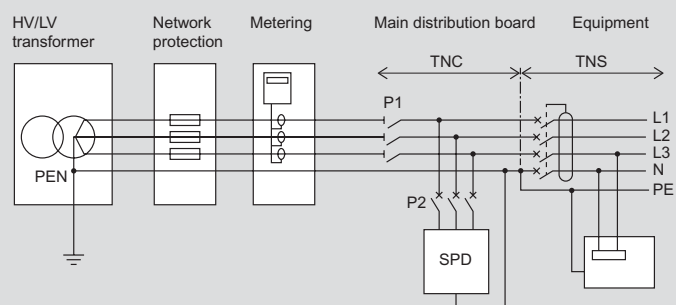 HV/LV
transformer
Network
protection
Metering
Main distribution board
Equipment
TNC
TNS
P1
L1
L2
L3
N
PE
PEN
P2
SPD